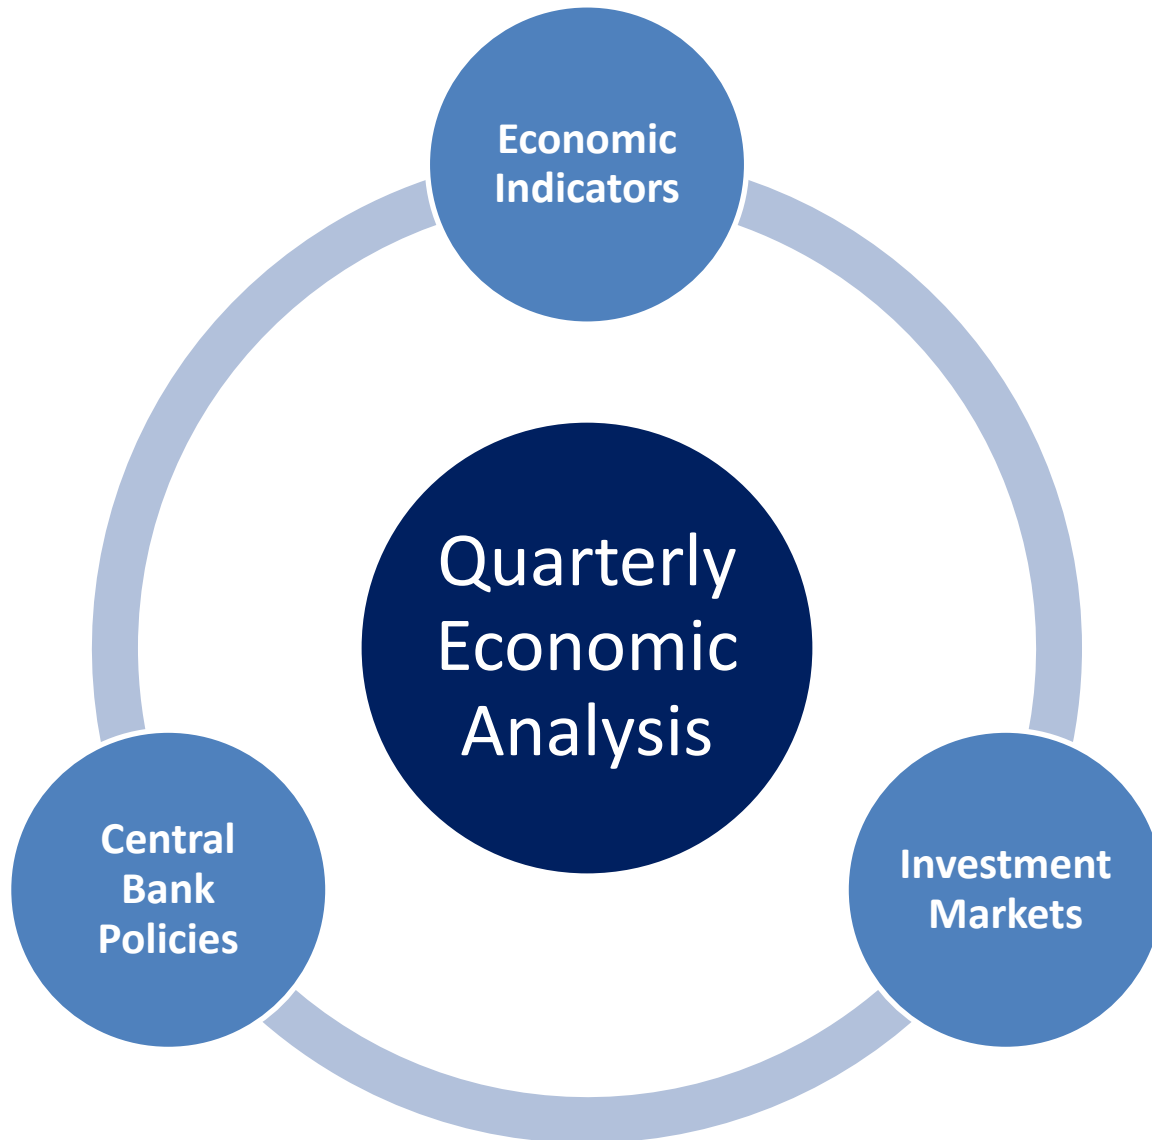 Economic
Indicators
Quarterly
Economic
Analysis
Central
Bank
Policies
Investment
Markets